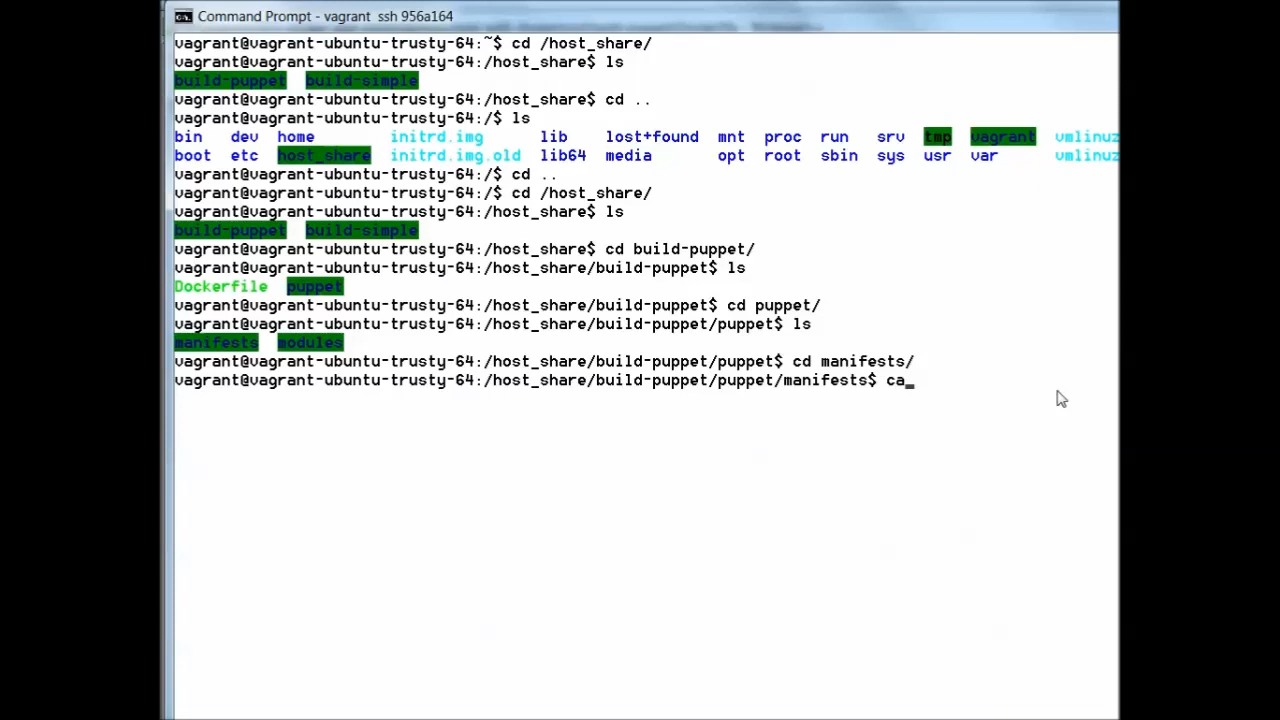 Command Prompt - vagrant  ssh 956a164
vagrant@vagrant-ubuntu-trusty-64:~$ cd /host_share/
vagrant@vagrant-ubuntu-trusty-64:/host_share$ ls
build-puppet  build-simple
vagrant@vagrant-ubuntu-trusty-64:/host_share$ cd ..
vagrant@vagrant-ubuntu-trusty-64:/$ ls
bin   dev  home        initrd.img      lib    lost+found  mnt  proc  run   srv  tmp  vagrant  vmlinuz
boot  etc  host_share  initrd.img.old  lib64  media       opt  root  sbin  sys  usr  var      vmlinuz
vagrant@vagrant-ubuntu-trusty-64:/$ cd ..
vagrant@vagrant-ubuntu-trusty-64:/$ cd /host_share/
vagrant@vagrant-ubuntu-trusty-64:/host_share$ ls
build-puppet  build-simple
vagrant@vagrant-ubuntu-trusty-64:/host_share$ cd build-puppet/
vagrant@vagrant-ubuntu-trusty-64:/host_share/build-puppet$ ls
Dockerfile  puppet
vagrant@vagrant-ubuntu-trusty-64:/host_share/build-puppet$ cd puppet/
vagrant@vagrant-ubuntu-trusty-64:/host_share/build-puppet/puppet$ ls
manifests  modules
vagrant@vagrant-ubuntu-trusty-64:/host_share/build-puppet/puppet$ cd manifests/
vagrant@vagrant-ubuntu-trusty-64:/host_share/build-puppet/puppet/manifests$ ca_